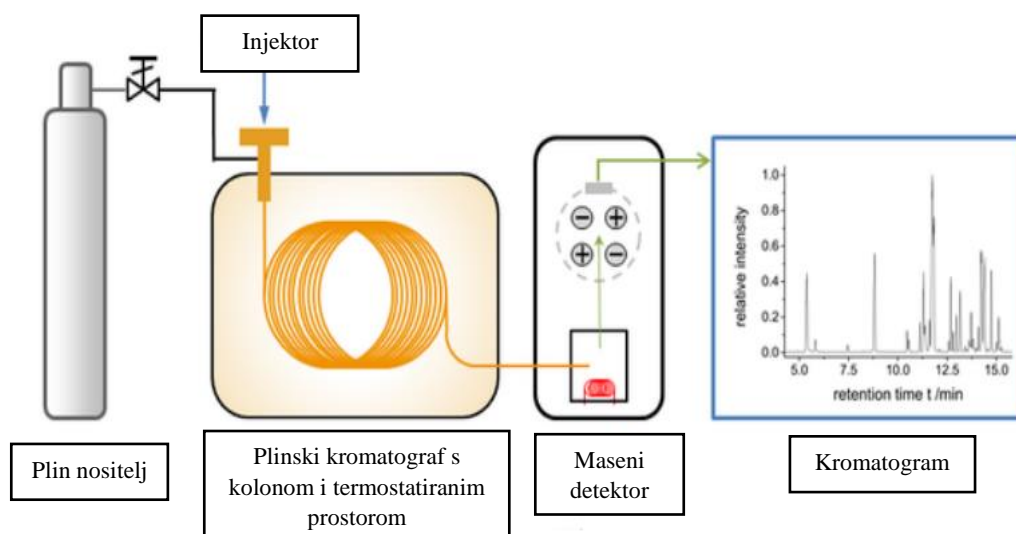 Injektor
relative intensity
1.0
0.8
0.6
0.4
0.2
0.0
5.0 7.5 10.0 12.5 15.0
retention time t /min
Plin nositelj
Plinski kromatograf s
kolonom i termostatiranim
prostorom
Maseni
detektor
Kromatogram